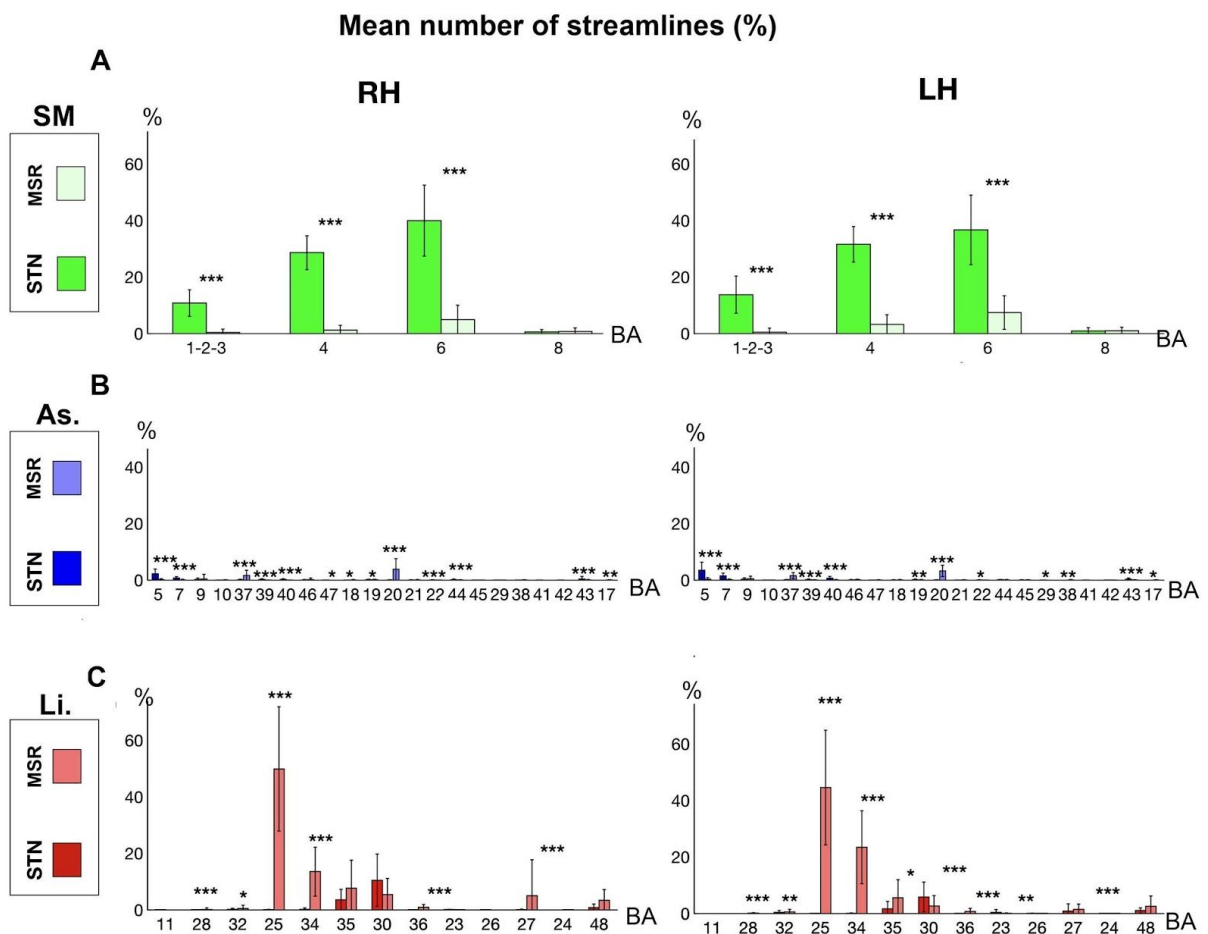 Mean number of streamlines (%)
A
RH LH
SM
MSR
STN
% %
60 60
40 40
20 20
0 0
*** *** *** *** *** ***
1-2-3 4 6 8 BA 1-2-3 4 6 8 BA
B
As.
MSR
STN
% %
40 40
20 20
0 0
*** *** *** *** *** * * * *** *** *** *** ** *** *** *** *** *** ** *** * * ** *** *
5 7 9 10 37 39 40 46 47 18 19 20 21 22 44 45 29 38 41 42 43 17 BA 5 7 9 10 37 39 40 46 47 18 19 20 21 22 44 45 29 38 41 42 43 17 BA
C
Li.
MSR
STN
% %
60 60
40 40
20 20
0 0
*** * *** *** *** *** *** ** *** *** * *** *** ** ***
11 28 32 25 34 35 30 36 23 26 27 24 48 BA 11 28 32 25 34 35 30 36 23 26 27 24 48 BA